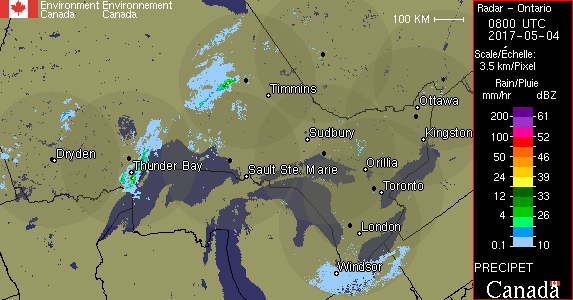 Environment Environnement
Canada Canada
100 KM
Timmins
Ottawa
Sudbury
Kingston
Dryden
Thunder Bay
Sault Ste. Marie
Orillia
Toronto
London
Windsor
Radar - Ontario
0800 UTC
2017-05-04
Scale/Échelle:
3.5 km/Pixel
Rain/Pluie
mm/hr dBZ
200 61
100 52
50 46
24 39
12 33
4 26
1 16
0.1 10
PRECIPET
Canada